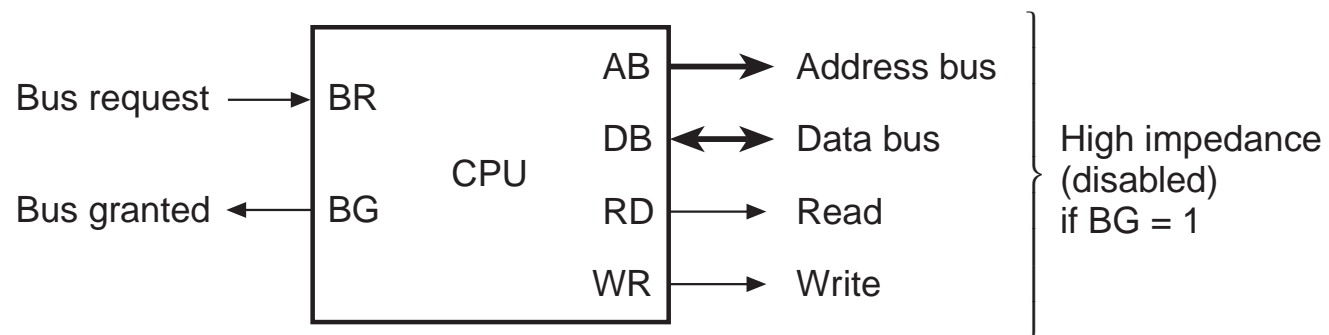 Bus request
BR
Bus granted
BG
CPU
AB
Address bus
DB
Data bus
RD
Read
WR
Write
High impedance
(disabled)
if BG = 1